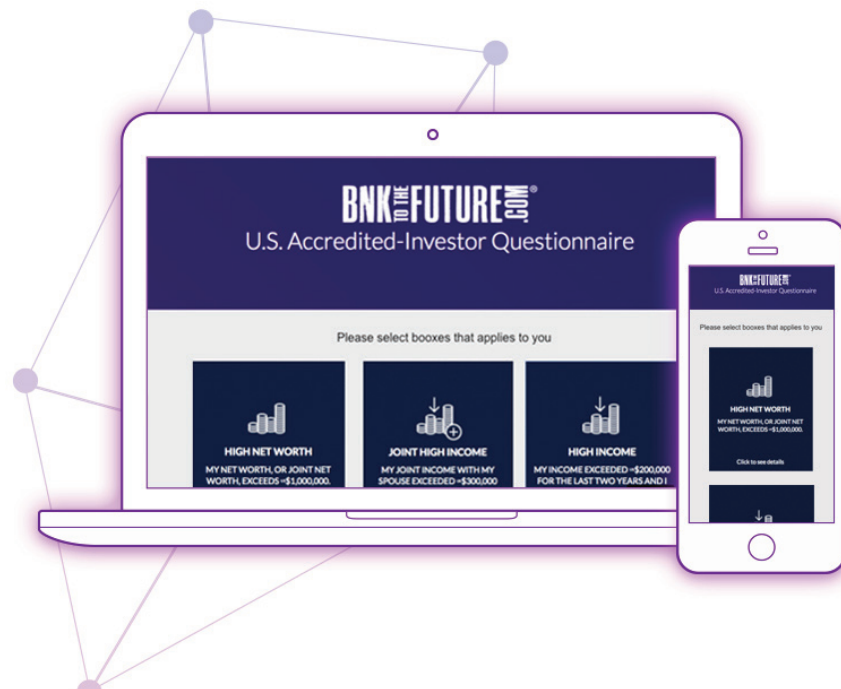 BNK TO THE FUTURE .COM®
U.S. Accredited-Investor Questionnaire
Please select booxes that applies to you
HIGH NET WORTH
MY NET WORTH, OR JOINT NET
WORTH, EXCEEDS =$1,000,000.
JOINT HIGH INCOME
MY JOINT INCOME WITH MY
SPOUSE EXCEEDED =$300,000
HIGH INCOME
MY INCOME EXCEEDED =$200,000
FOR THE LAST TWO YEARS AND I
BNK TO THE FUTURE .COM
U.S. Accredited-Investor Questionnaire
Please select booxes that applies to you
HIGH NET WORTH
MY NET WORTH, OR JOINT NET
WORTH, EXCEEDS =$1,000,000.
Click to see details